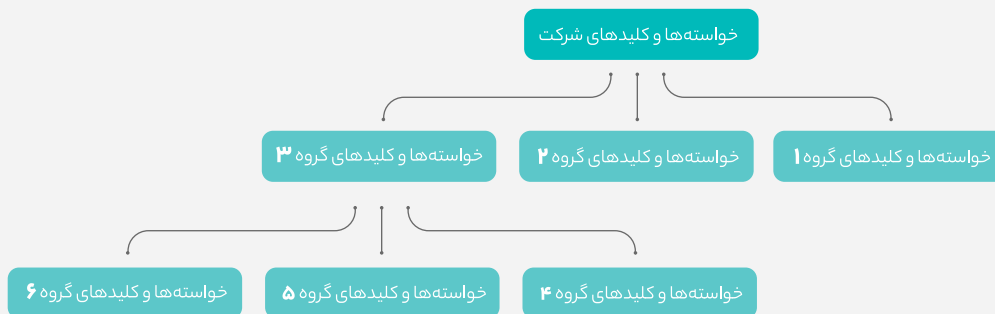 خواسته‌ها و کلیدهای شرکت
خواسته‌ها و کلیدهای گروه ۱
خواسته‌ها و کلیدهای گروه ۲
خواسته‌ها و کلیدهای گروه ۳
خواسته‌ها و کلیدهای گروه ۴
خواسته‌ها و کلیدهای گروه ۵
خواسته‌ها و کلیدهای گروه ۶